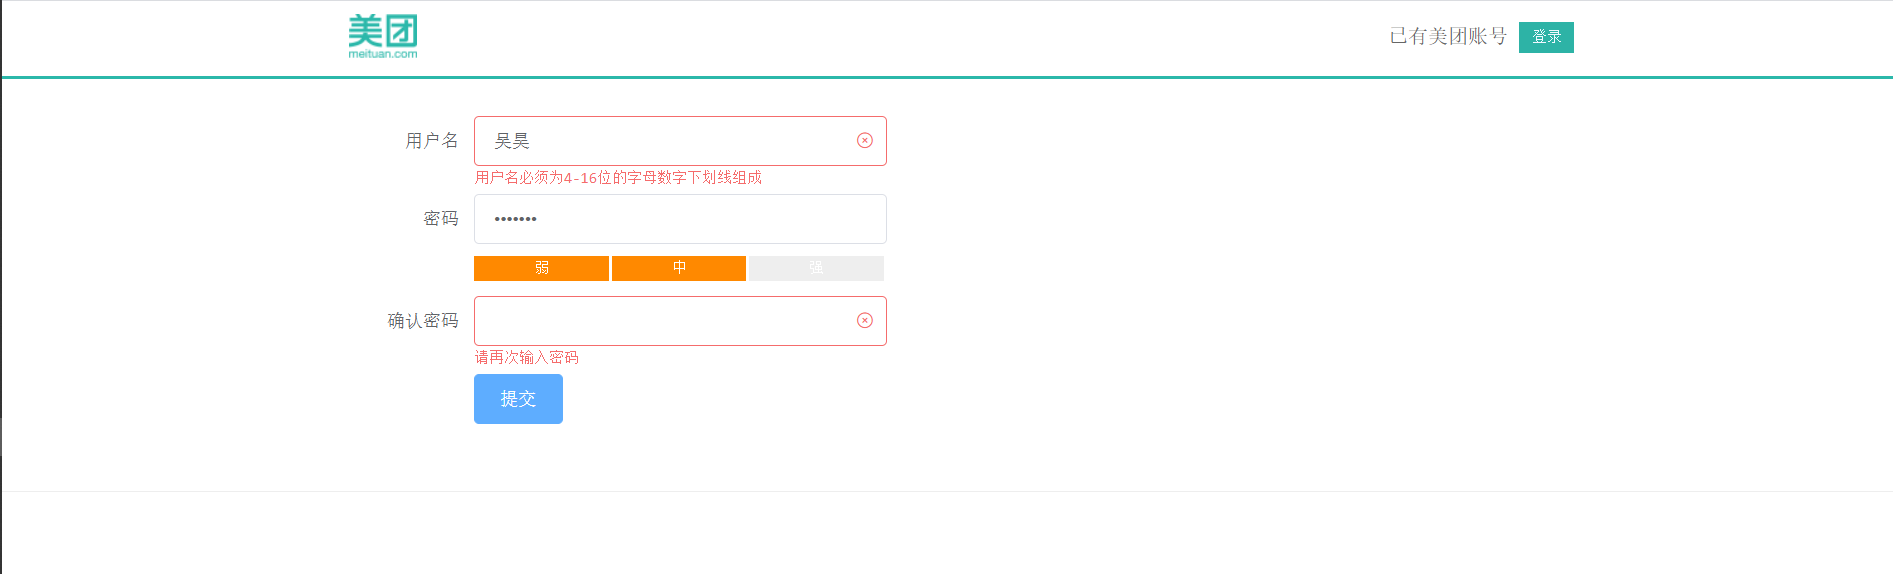 美团
meituan.com
已有美团账号 登录
用户名 吴昊
用户名必须为4-16位的字母数字下划线组成
密码 •••••••
弱 中 强
确认密码
请再次输入密码
提交